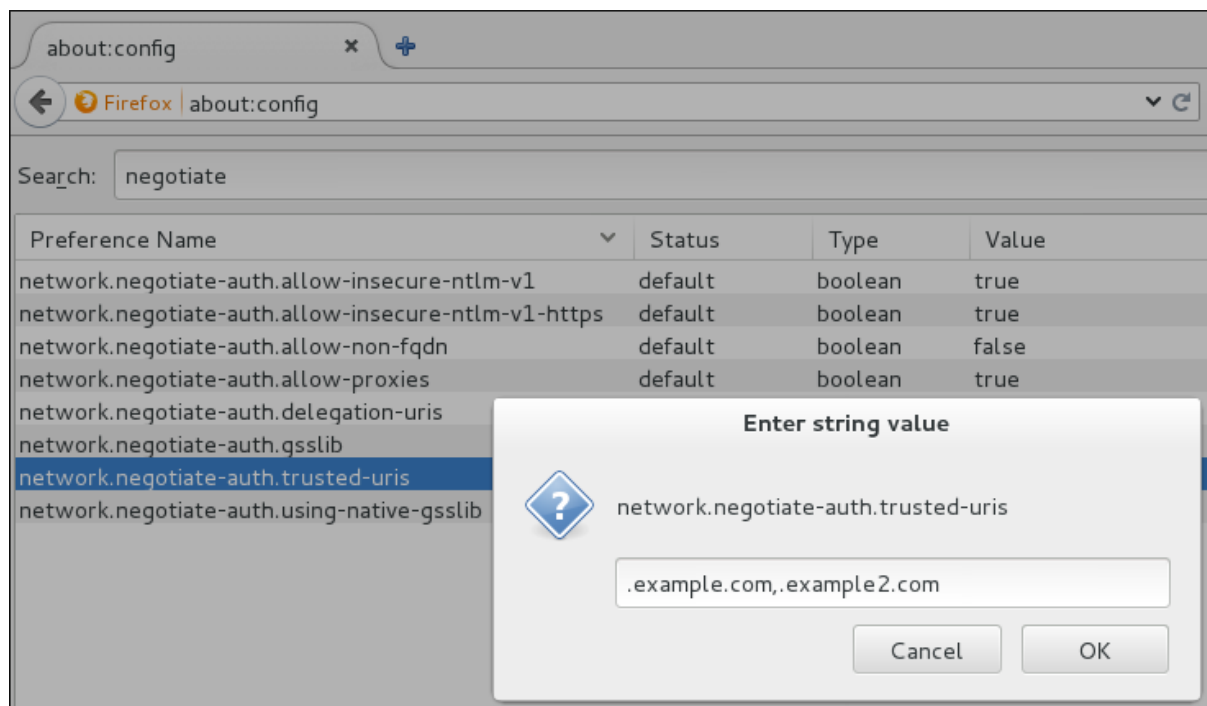 about:config
Firefox about:config
Search: negotiate
Preference Name Status Type Value
network.negotiate-auth.allow-insecure-ntlm-v1 default boolean true
network.negotiate-auth.allow-insecure-ntlm-v1-https default boolean true
network.negotiate-auth.allow-non-fqdn default boolean false
network.negotiate-auth.allow-proxies default boolean true
network.negotiate-auth.delegation-uris
network.negotiate-auth.gsslib
network.negotiate-auth.trusted-uris
network.negotiate-auth.using-native-gsslib
Enter string value
network.negotiate-auth.trusted-uris
.example.com,.example2.com
Cancel OK